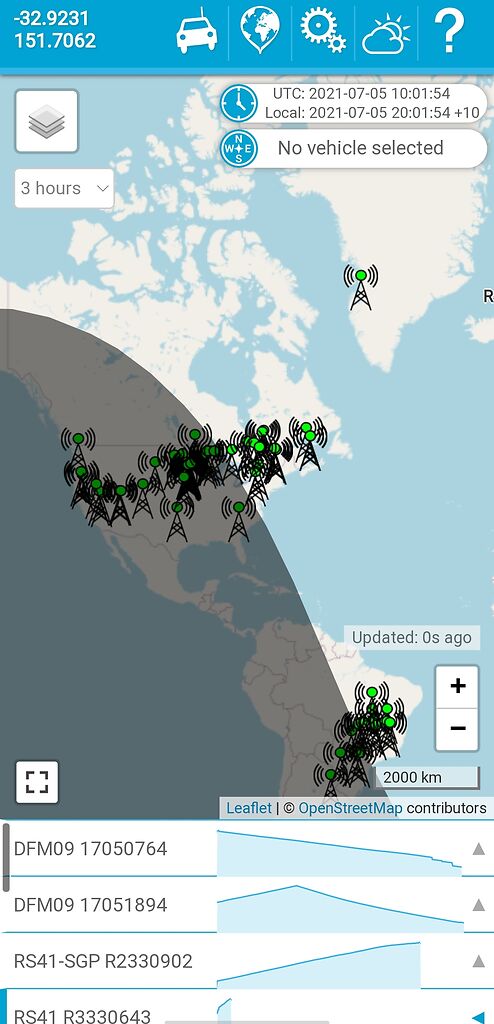 -32.9231
151.7062
?
UTC: 2021-07-05 10:01:54
Local: 2021-07-05 20:01:54 +10
N
W E
S
No vehicle selected
3 hours
R
Updated: 0s ago
+
−
2000 km
Leaflet | © OpenStreetMap contributors
DFM09 17050764
DFM09 17051894
RS41-SGP R2330902
RS41 R3330643